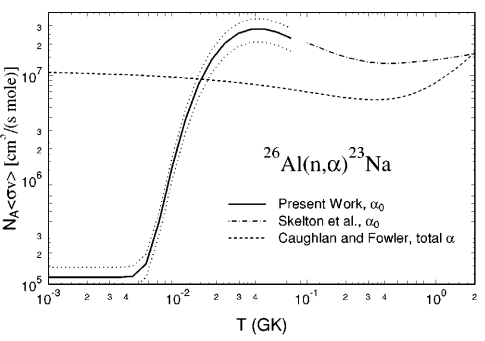 3
2
10⁷
3
2
10⁶
3
2
10⁵
N_A<σv> [cm³/(s mole)]
²⁶Al(n,α)²³Na
Present Work, α₀
Skelton et al., α₀
Caughlan and Fowler, total α
10⁻³ 2 3 4 10⁻² 2 3 4 10⁻¹ 2 3 4 10⁰ 2
T (GK)